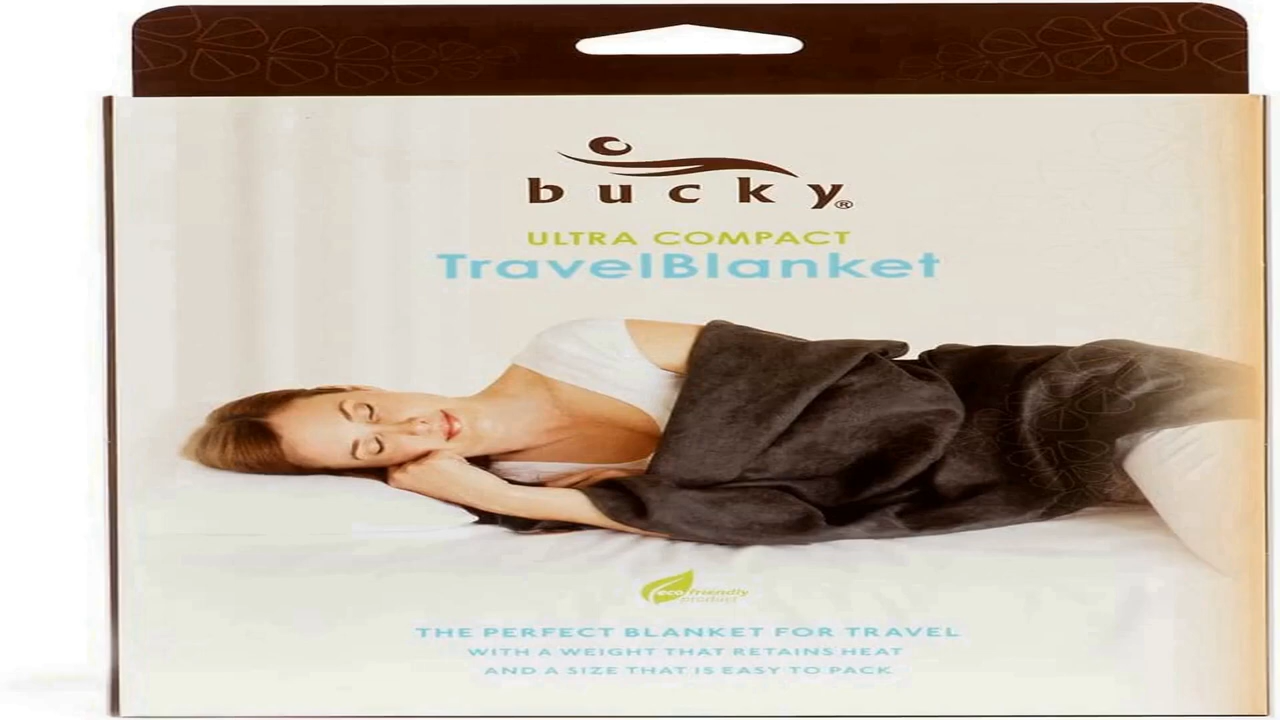 bucky®
ULTRA COMPACT
TravelBlanket
eco friendly
product
THE PERFECT BLANKET FOR TRAVEL
WITH A WEIGHT THAT RETAINS HEAT
AND A SIZE THAT IS EASY TO PACK